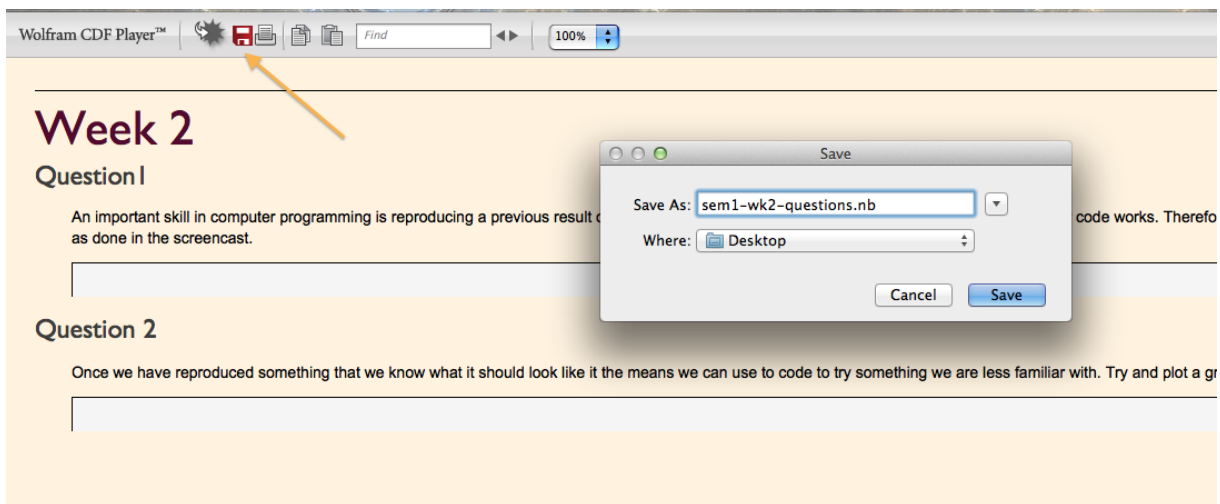 Wolfram CDF Player™ Find 100%
Week 2
Question1
Save
An important skill in computer programming is reproducing a previous result code works. Therefo
as done in the screencast.
Save As: sem1-wk2-questions.nb
Where: Desktop
Cancel Save
Question 2
Once we have reproduced something that we know what it should look like it the means we can use to code to try something we are less familiar with. Try and plot a gr